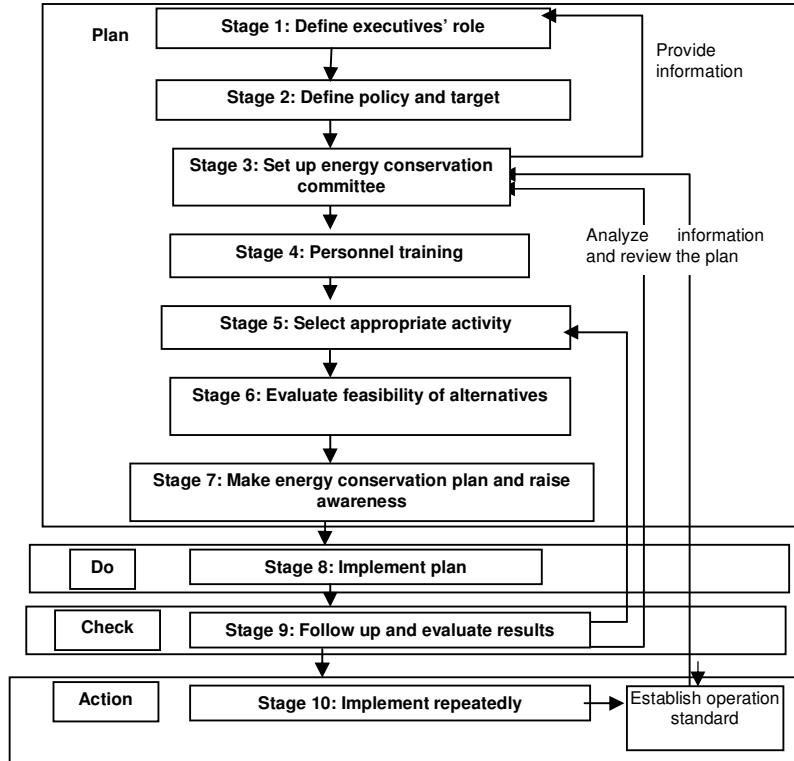 Plan
Stage 1: Define executives' role
Provide
information
Stage 2: Define policy and target
Stage 3: Set up energy conservation
committee
Analyze information
and review the plan
Stage 4: Personnel training
Stage 5: Select appropriate activity
Stage 6: Evaluate feasibility of alternatives
Stage 7: Make energy conservation plan and raise
awareness
Do
Stage 8: Implement plan
Check
Stage 9: Follow up and evaluate results
Action
Stage 10: Implement repeatedly
Establish operation
standard